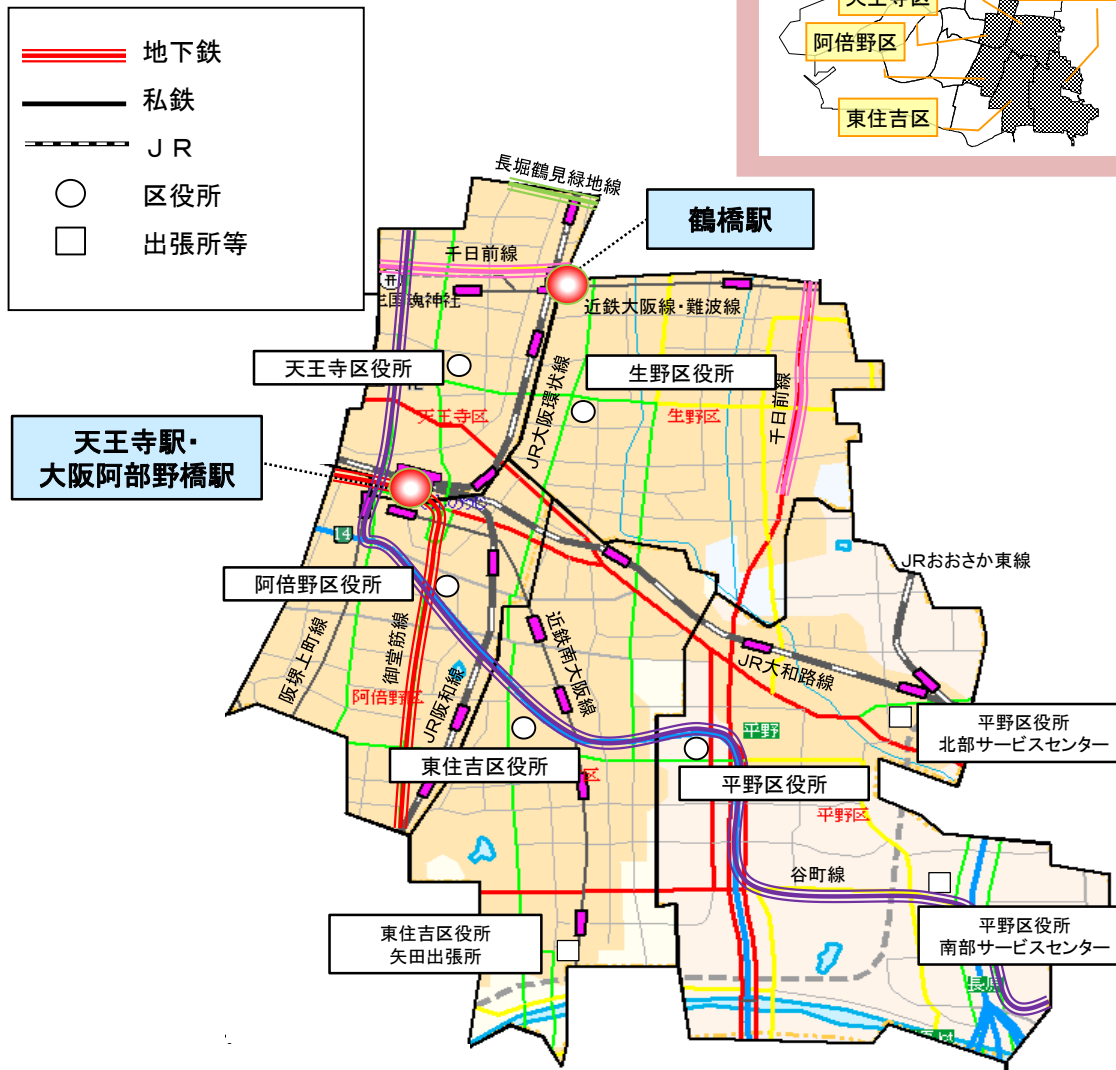 地下鉄
私鉄
ＪＲ
区役所
出張所等
阿倍野区
東住吉区
長堀鶴見緑地線
鶴橋駅
千日前線
近鉄大阪線・難波線
天王寺区役所
生野区役所
JR大阪環状線
千日前線
天王寺区
生野区
天王寺駅・
大阪阿部野橋駅
14
JRおおさか東線
阿倍野区役所
阪堺上町線
御堂筋線
近鉄南大阪線
JR大和路線
阿倍野区
JR阪和線
平野
平野区役所
北部サービスセンター
東住吉区役所
区
平野区役所
平野区
谷町線
東住吉区役所
矢田出張所
平野区役所
南部サービスセンター
長原